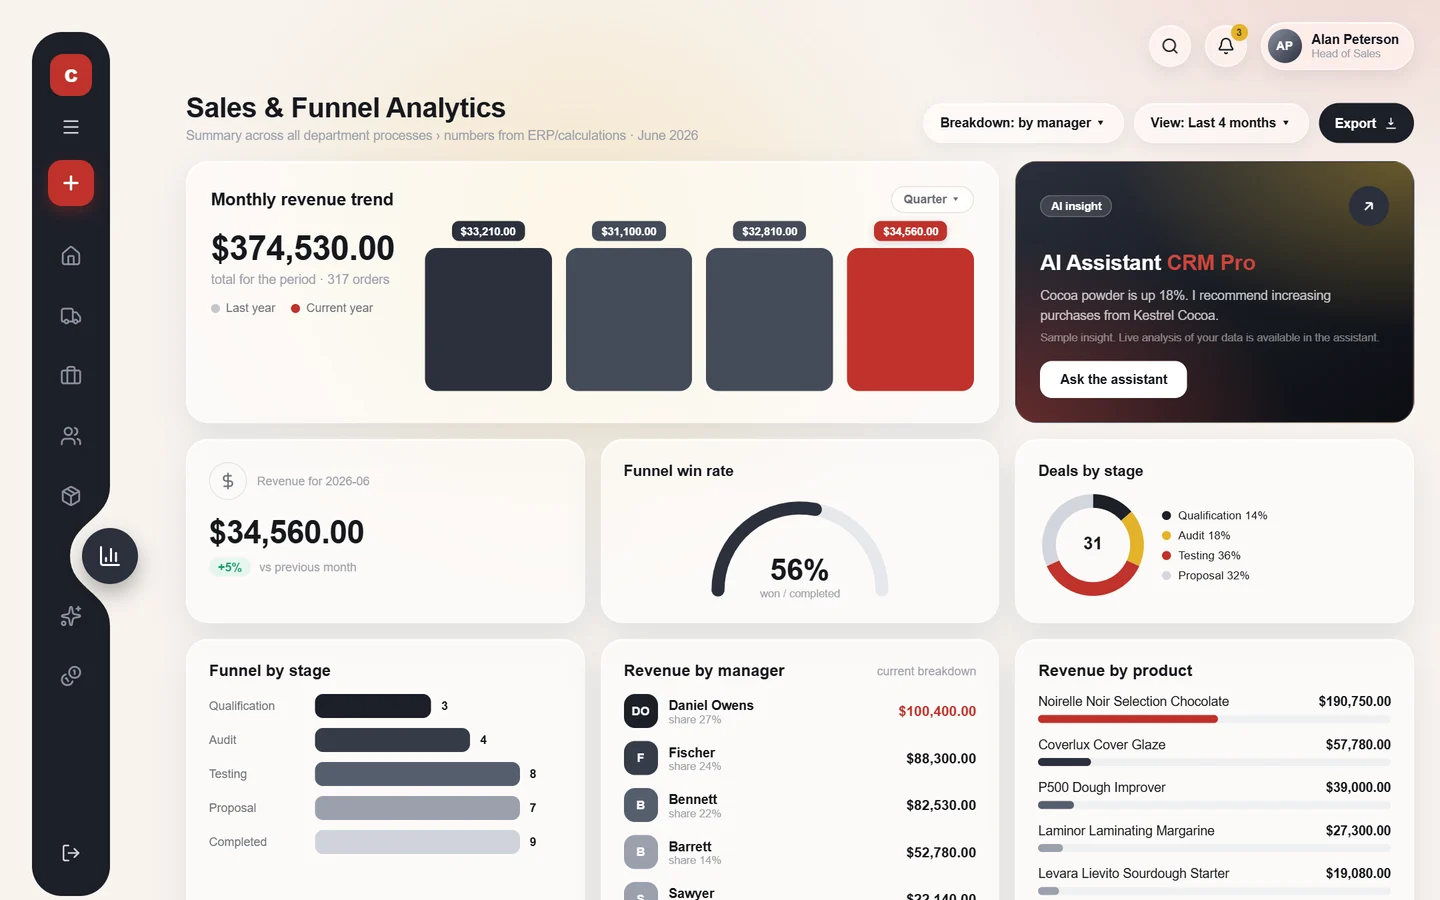 C
3
AP
Alan Peterson
Head of Sales
Sales & Funnel Analytics
Summary across all department processes › numbers from ERP/calculations · June 2026
Breakdown: by manager
View: Last 4 months
Export
Monthly revenue trend
Quarter
$374,530.00
total for the period · 317 orders
Last year
Current year
$33,210.00
$31,100.00
$32,810.00
$34,560.00
AI insight
AI Assistant CRM Pro
Cocoa powder is up 18%. I recommend increasing
purchases from Kestrel Cocoa.
Sample insight. Live analysis of your data is available in the assistant.
Ask the assistant
$
Revenue for 2026-06
$34,560.00
+5% vs previous month
Funnel win rate
56%
won / completed
Deals by stage
31
Qualification 14%
Audit 18%
Testing 36%
Proposal 32%
Funnel by stage
Qualification 3
Audit 4
Testing 8
Proposal 7
Completed 9
Revenue by manager
current breakdown
DO
Daniel Owens
share 27%
$100,400.00
F
Fischer
share 24%
$88,300.00
B
Bennett
share 22%
$82,530.00
B
Barrett
share 14%
$52,780.00
S
Sawyer
$22,140.00
Revenue by product
Noirelle Noir Selection Chocolate $190,750.00
Coverlux Cover Glaze $57,780.00
P500 Dough Improver $39,000.00
Laminor Laminating Margarine $27,300.00
Levara Lievito Sourdough Starter $19,080.00